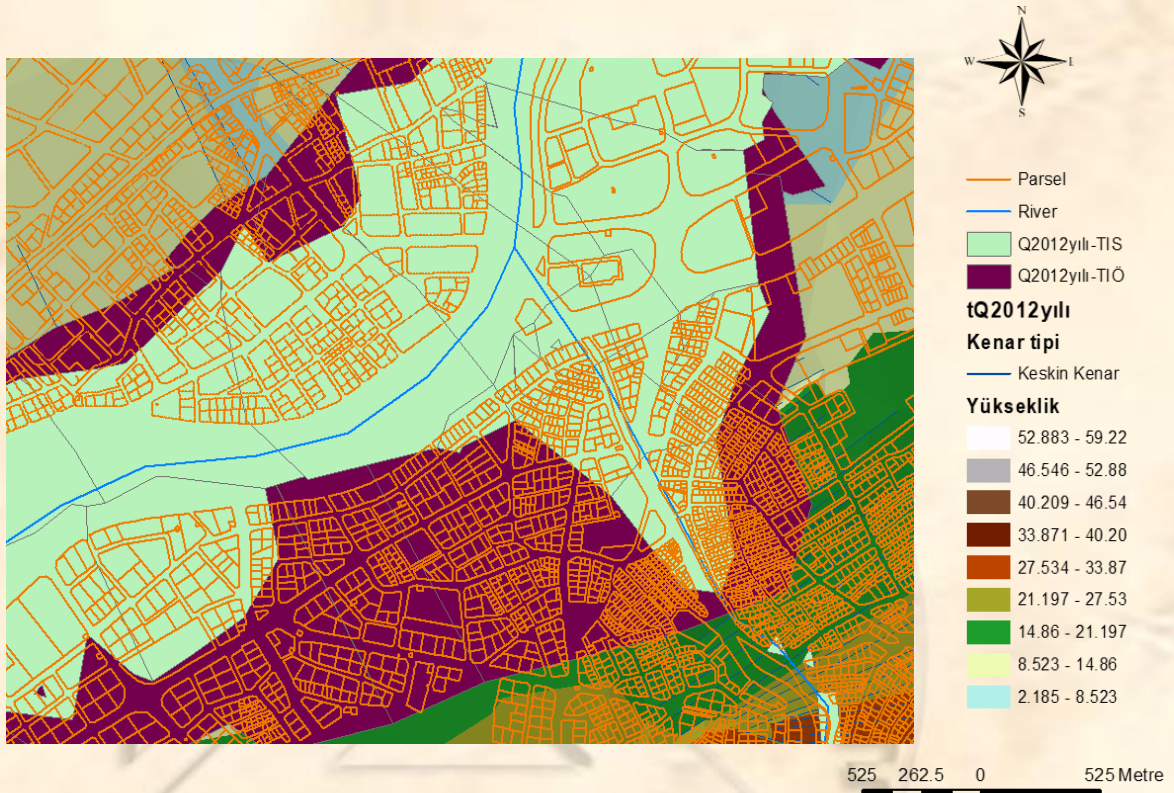 N
W E
S
Parsel
River
Q2012yılı-TIS
Q2012yılı-TIÖ
tQ2012yılı
Kenar tipi
Keskin Kenar
Yükseklik
52.883 - 59.22
46.546 - 52.88
40.209 - 46.54
33.871 - 40.20
27.534 - 33.87
21.197 - 27.53
14.86 - 21.197
8.523 - 14.86
2.185 - 8.523
525 262.5 0 525 Metre